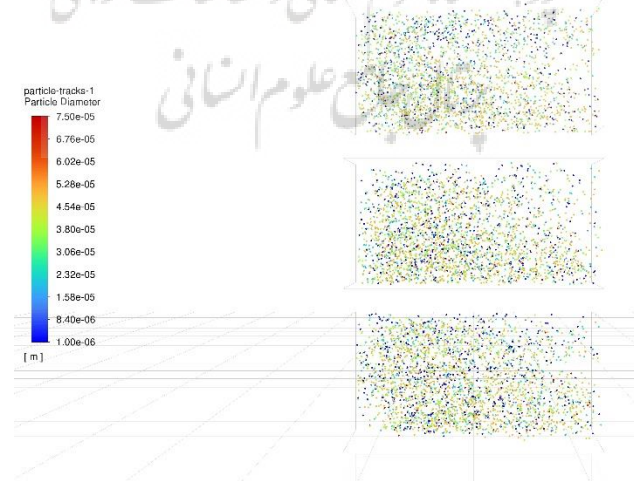 پرتال جامع علوم انسانی
particle-tracks-1
Particle Diameter
7.50e-05
6.76e-05
6.02e-05
5.28e-05
4.54e-05
3.80e-05
3.06e-05
2.32e-05
1.58e-05
8.40e-06
1.00e-06
[ m ]